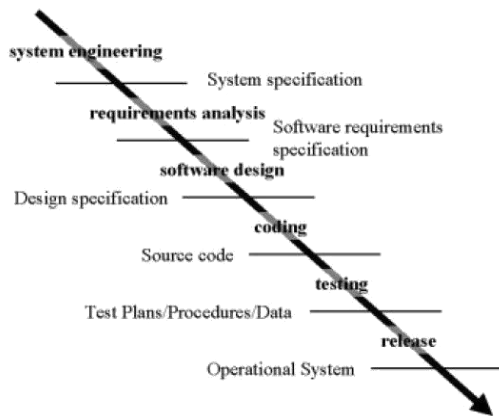 system engineering
System specification
requirements analysis
Software requirements
specification
software design
Design specification
coding
Source code
testing
Test Plans/Procedures/Data
release
Operational System